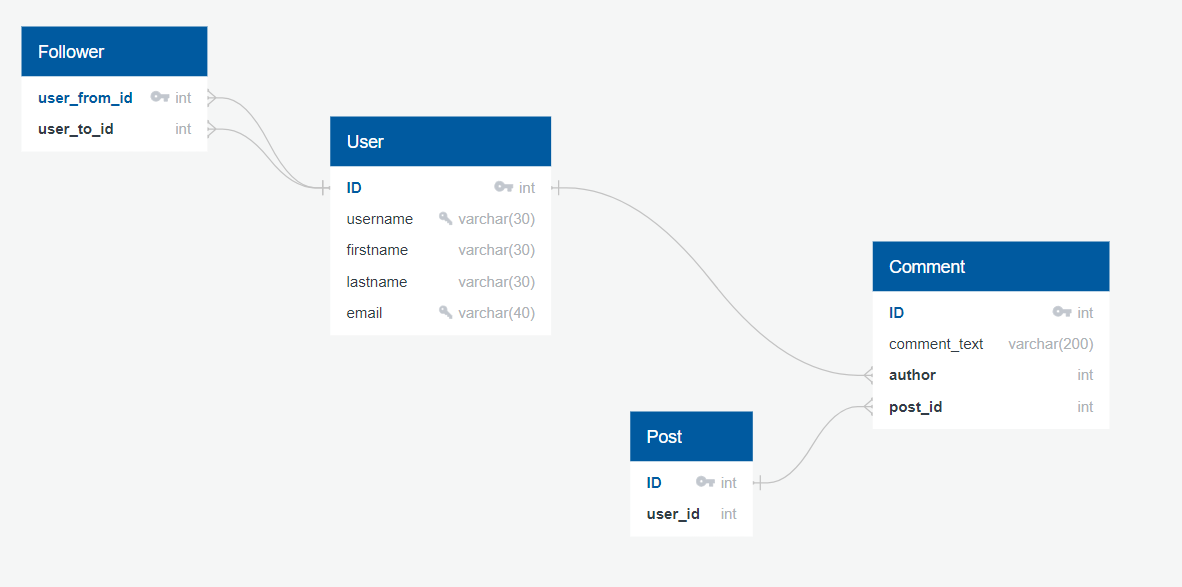 Follower
user_from_id int
user_to_id int
User
ID int
username varchar(30)
firstname varchar(30)
lastname varchar(30)
email varchar(40)
Comment
ID int
comment_text varchar(200)
author int
post_id int
Post
ID int
user_id int